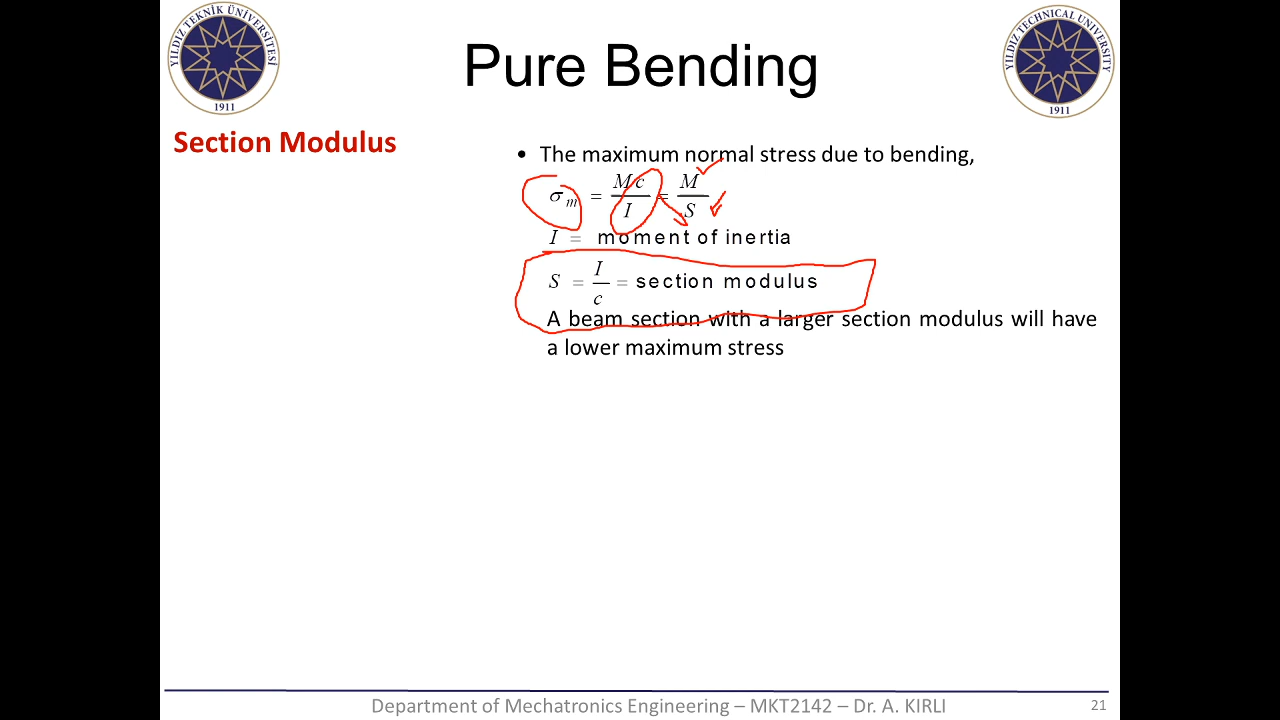 YILDIZ TEKNİK ÜNİVERSİTESİ
1911
Pure Bending
YILDIZ TECHNICAL UNIVERSITY
1911
Section Modulus
• The maximum normal stress due to bending,
σm = Mc/I = M/S
I = moment of inertia
S = I/c = section modulus
A beam section with a larger section modulus will have
a lower maximum stress
Department of Mechatronics Engineering – MKT2142 – Dr. A. KIRLI
21